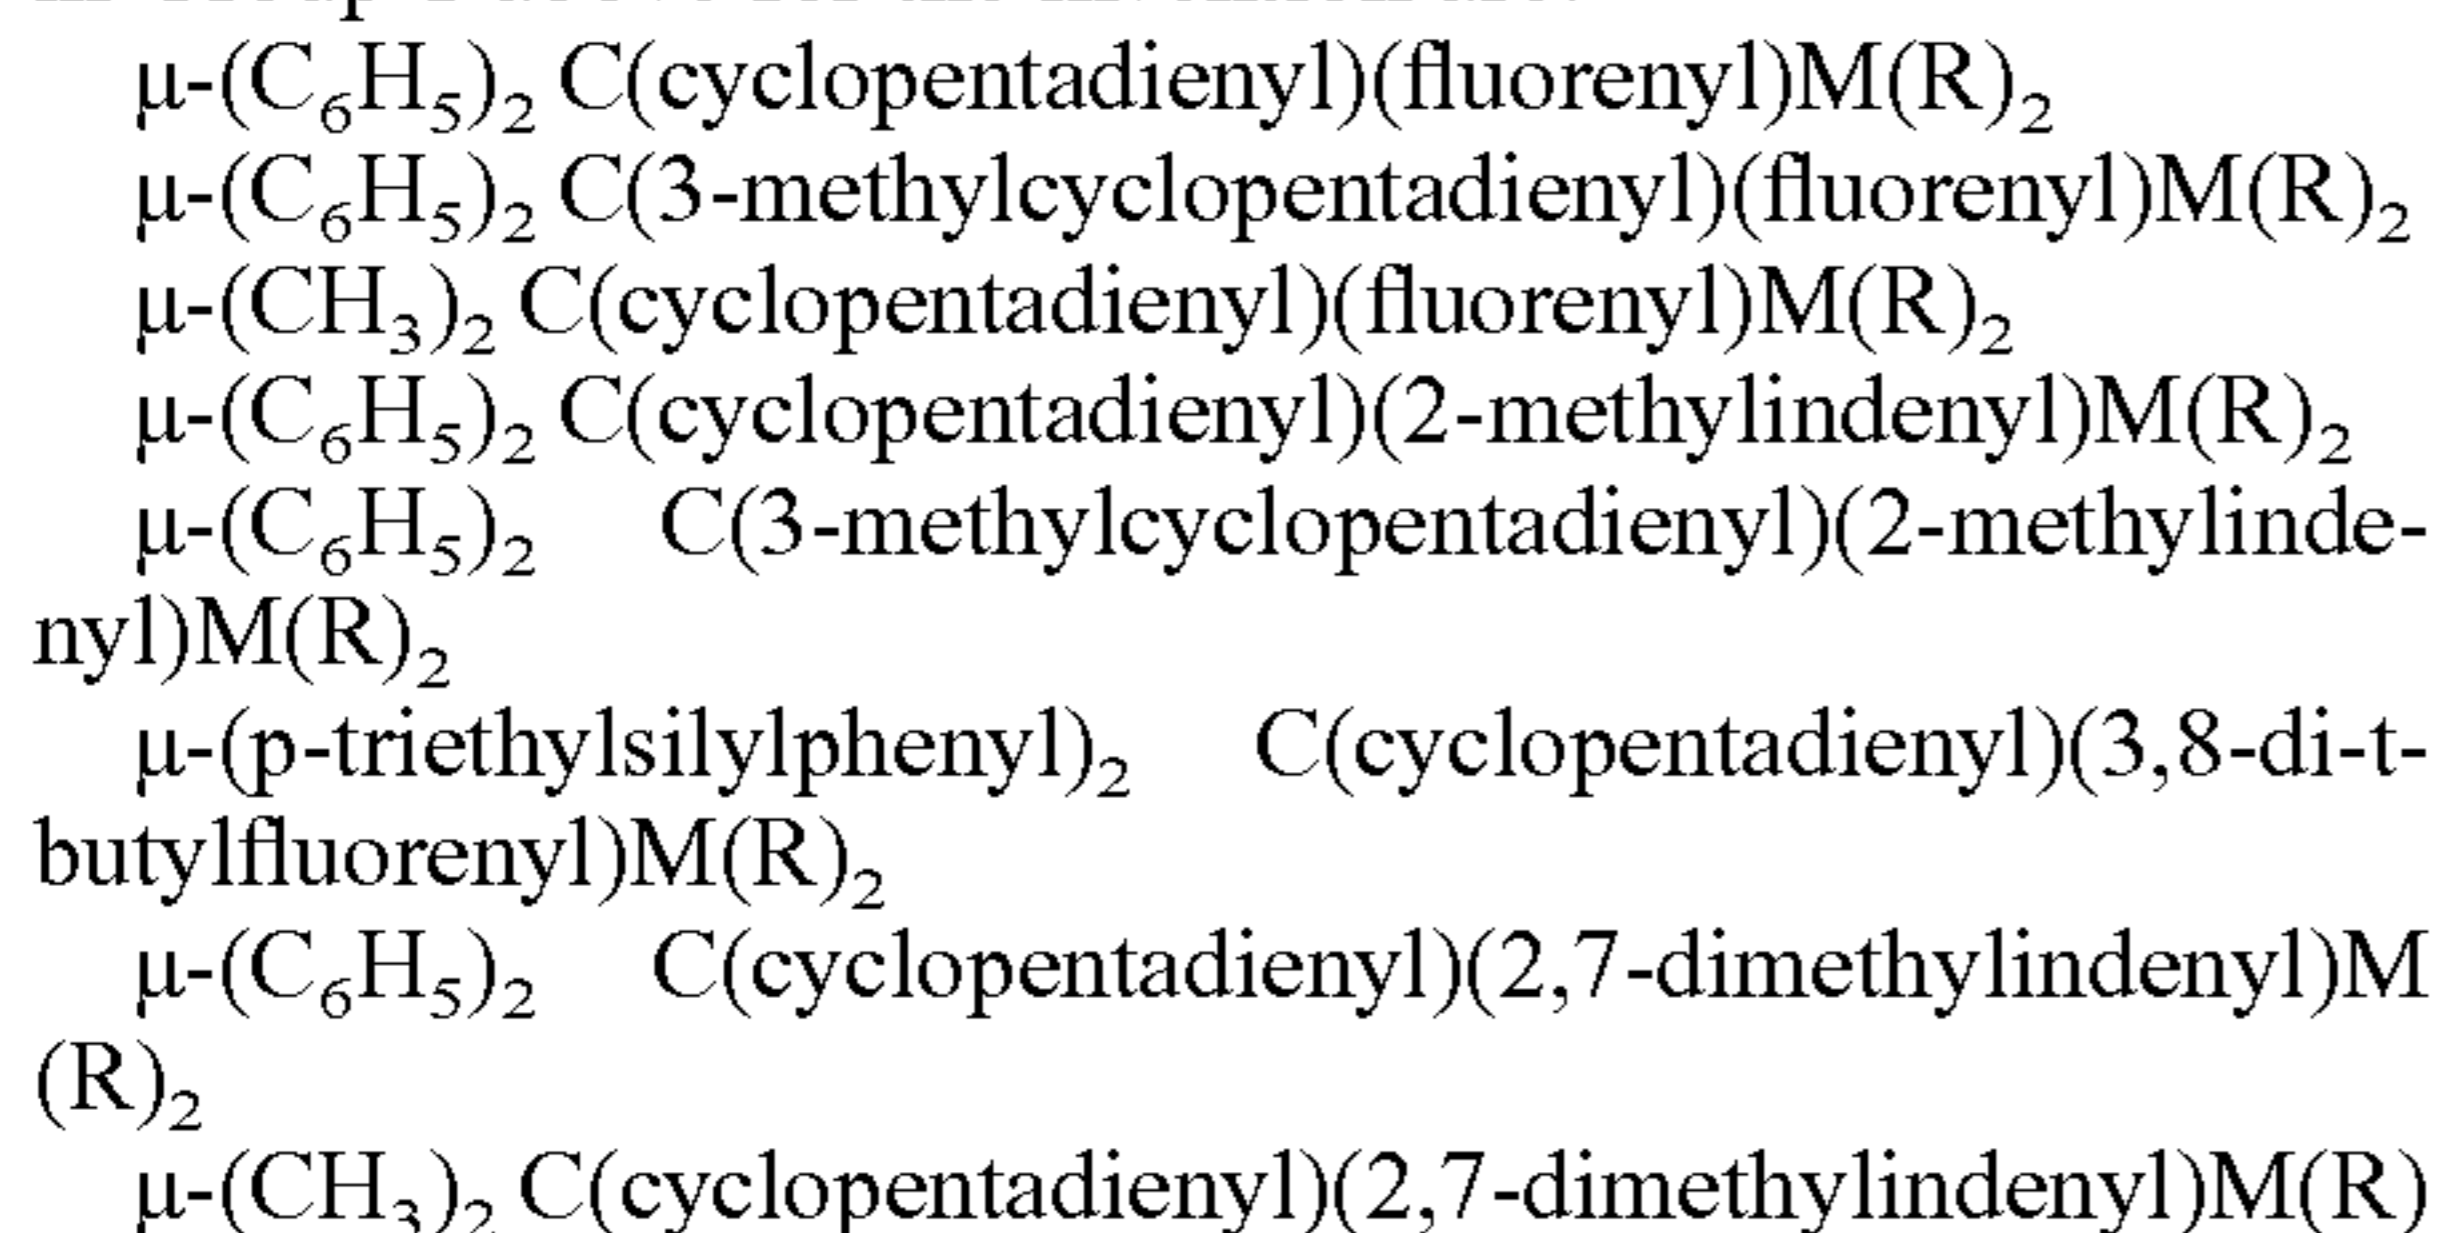 μ-(C₆H₅)₂ C(cyclopentadienyl)(fluorenyl)M(R)₂
μ-(C₆H₅)₂ C(3-methylcyclopentadienyl)(fluorenyl)M(R)₂
μ-(CH₃)₂ C(cyclopentadienyl)(fluorenyl)M(R)₂
μ-(C₆H₅)₂ C(cyclopentadienyl)(2-methylindenyl)M(R)₂
μ-(C₆H₅)₂ C(3-methylcyclopentadienyl)(2-methylinde-
nyl)M(R)₂
μ-(p-triethylsilylphenyl)₂ C(cyclopentadienyl)(3,8-di-t-
butylfluorenyl)M(R)₂
μ-(C₆H₅)₂ C(cyclopentadienyl)(2,7-dimethylindenyl)M
(R)₂
μ-(CH₃)₂ C(cyclopentadienyl)(2,7-dimethylindenyl)M(R)